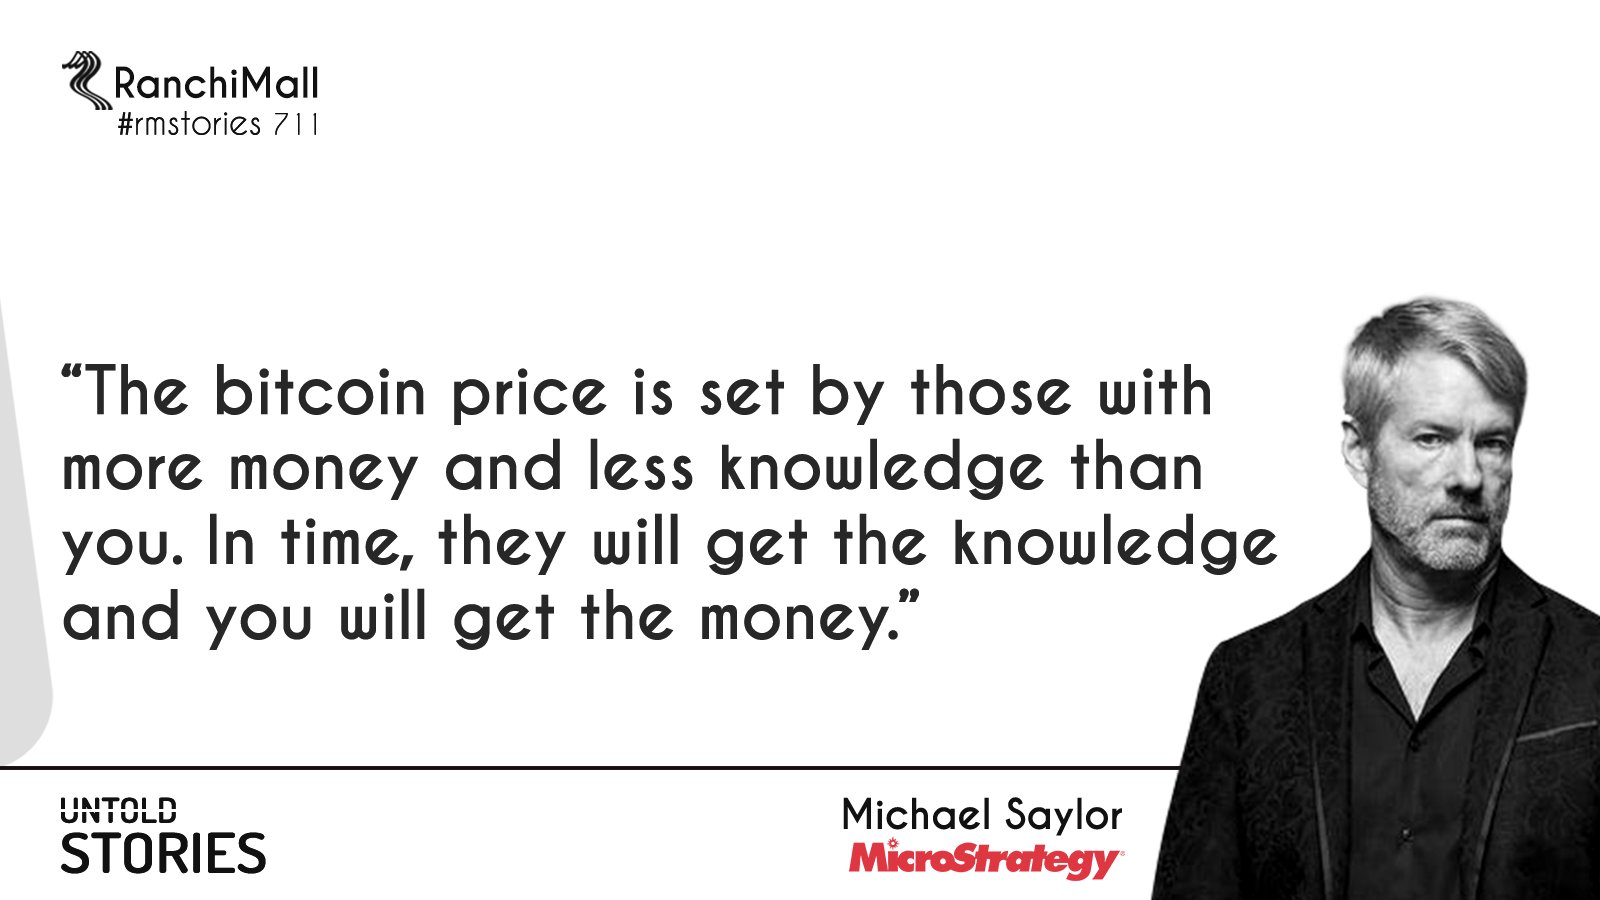 RanchiMall
#rmstories 711
“The bitcoin price is set by those with
more money and less knowledge than
you. In time, they will get the knowledge
and you will get the money.”
UNTOLD
STORIES
Michael Saylor
MicroStrategy®